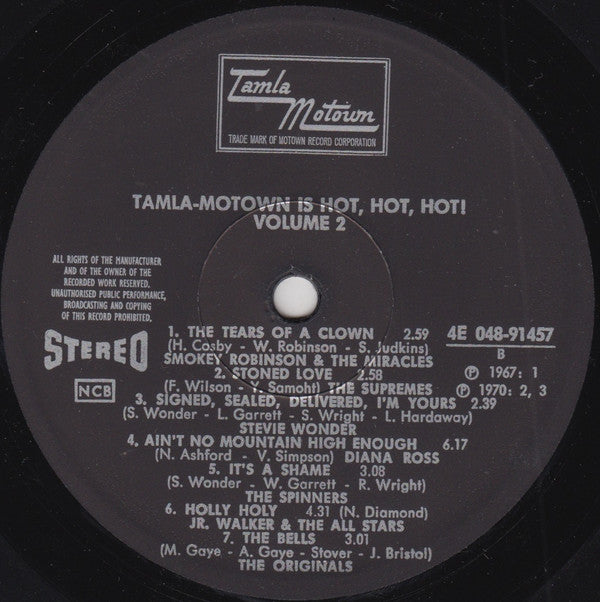 Tamla
Motown
TRADE MARK OF MOTOWN RECORD CORPORATION
TAMLA-MOTOWN IS HOT, HOT, HOT!
VOLUME 2
ALL RIGHTS OF THE MANUFACTURER
AND OF THE OWNER OF THE
RECORDED WORK RESERVED.
UNAUTHORISED PUBLIC PERFORMANCE,
BROADCASTING AND COPYING
OF THIS RECORD PROHIBITED,
STEREO
NCB
4E 048-91457
B
℗ 1967: 1
℗ 1970: 2, 3
1. THE TEARS OF A CLOWN 2.59
(H. Cosby - W. Robinson - S. Judkins)
SMOKEY ROBINSON & THE MIRACLES
2. STONED LOVE 2.58
(F. Wilson - Y. Samoht) THE SUPREMES
3. SIGNED, SEALED, DELIVERED, I'M YOURS 2.39
(S. Wonder - L. Garrett - S. Wright - L. Hardaway)
STEVIE WONDER
4. AIN'T NO MOUNTAIN HIGH ENOUGH 6.17
(N. Ashford - V. Simpson) DIANA ROSS
5. IT'S A SHAME 3.08
(S. Wonder - W. Garrett - R. Wright)
THE SPINNERS
6. HOLLY HOLY 4.31 (N. Diamond)
JR. WALKER & THE ALL STARS
7. THE BELLS 3.01
(M. Gaye - A. Gaye - Stover - J. Bristol)
THE ORIGINALS